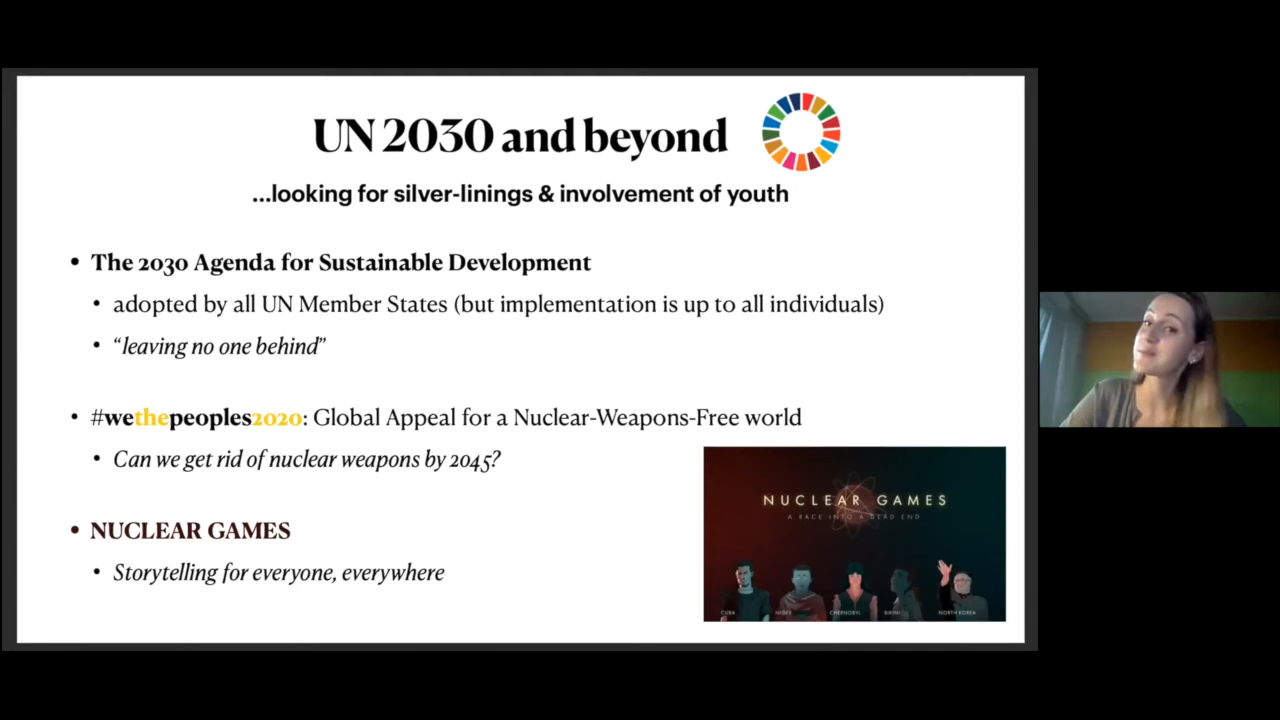 UN 2030 and beyond
...looking for silver-linings & involvement of youth
• The 2030 Agenda for Sustainable Development
• adopted by all UN Member States (but implementation is up to all individuals)
• “leaving no one behind”
• #wethepeoples2020: Global Appeal for a Nuclear-Weapons-Free world
• Can we get rid of nuclear weapons by 2045?
• NUCLEAR GAMES
• Storytelling for everyone, everywhere
NUCLEAR GAMES
A RACE INTO A DEAD END
CUBA NIGER CHERNOBYL BIKINI NORTH KOREA